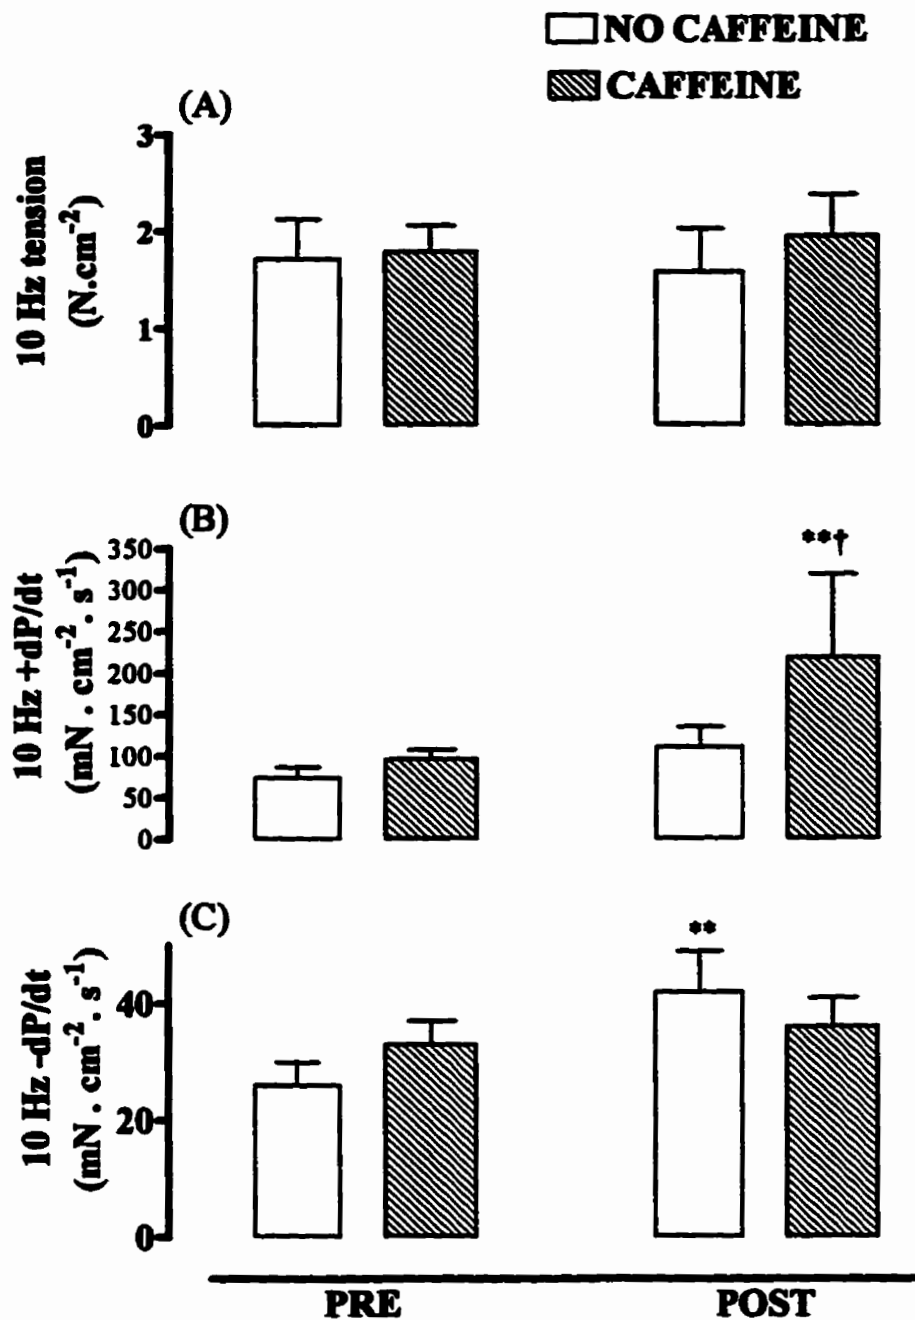 NO CAFFEINE
CAFFEINE
(A)
10 Hz tension
(N.cm⁻²)
3
2
1
0
(B)
10 Hz +dP/dt
(mN . cm⁻² . s⁻¹)
350
300
250
200
150
100
50
0
**†
(C)
10 Hz -dP/dt
(mN . cm⁻² . s⁻¹)
40
20
0
**
PRE POST